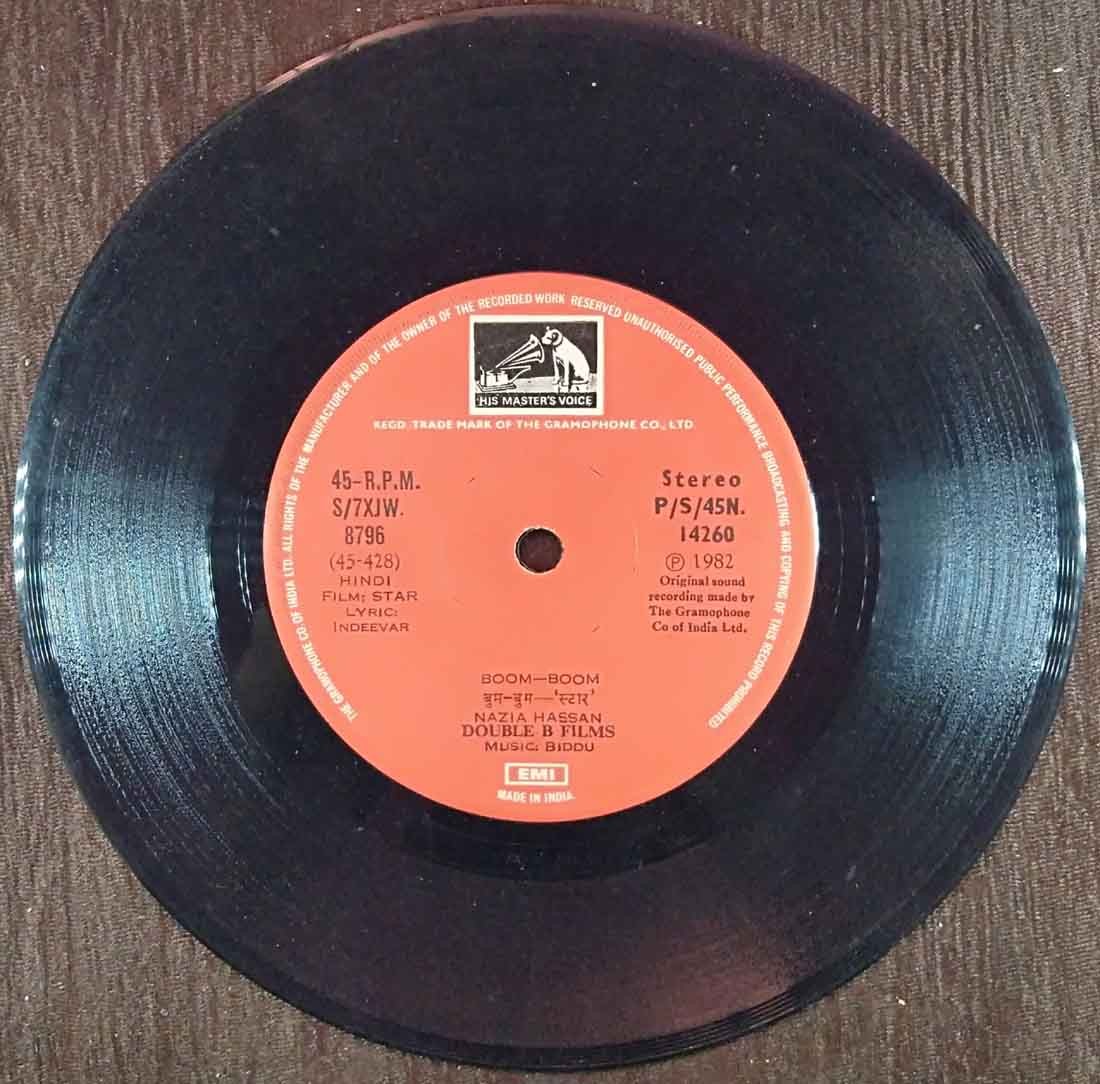 THE GRAMOPHONE CO. OF INDIA LTD. ALL RIGHTS OF THE MANUFACTURER AND OF THE OWNER OF THE RECORDED WORK RESERVED UNAUTHORISED PUBLIC PERFORMANCE BROADCASTING AND COPYING OF THIS RECORD PROHIBITED
HIS MASTER'S VOICE
REGD. TRADE MARK OF THE GRAMOPHONE CO., LTD
45-R.P.M.
S/7XJW.
8796
(45-428)
HINDI
FILM; STAR
LYRIC:
INDEEVAR
Stereo
P/S/45N.
14260
Ⓟ 1982
Original sound
recording made by
The Gramophone
Co of India Ltd.
BOOM—BOOM
बुम-बुम—'स्टार'
NAZIA HASSAN
DOUBLE B FILMS
MUSIC: BIDDU
EMI
MADE IN INDIA